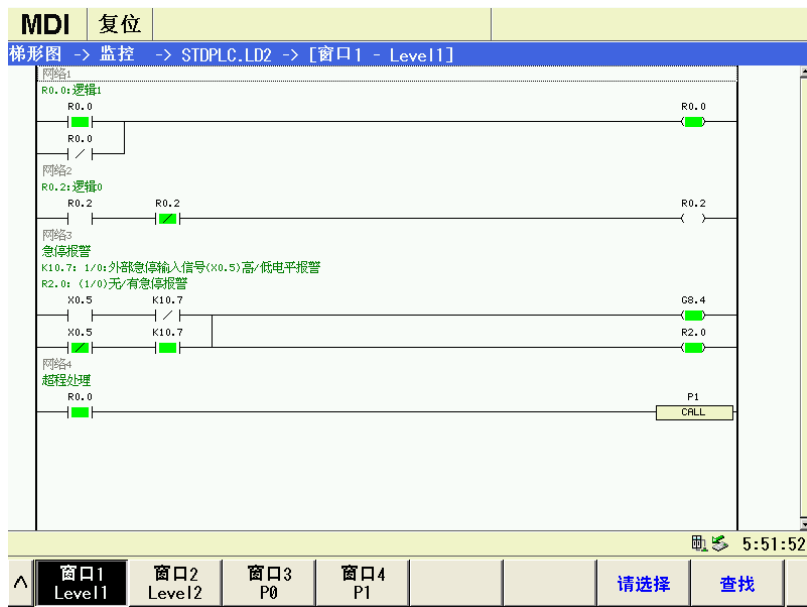 MDI 复位
梯形图 -> 监控 -> STDPLC.LD2 -> [窗口1 - Level1]
网络1
R0.0:逻辑1
R0.0 R0.0
R0.0
网络2
R0.2:逻辑0
R0.2 R0.2 R0.2
网络3
急停报警
K10.7: 1/0:外部急停输入信号(X0.5)高/低电平报警
R2.0: (1/0)无/有急停报警
X0.5 K10.7 G8.4
X0.5 K10.7 R2.0
网络4
超程处理
R0.0 P1
CALL
5:51:52
窗口1 窗口2 窗口3 窗口4 请选择 查找
Level1 Level2 P0 P1